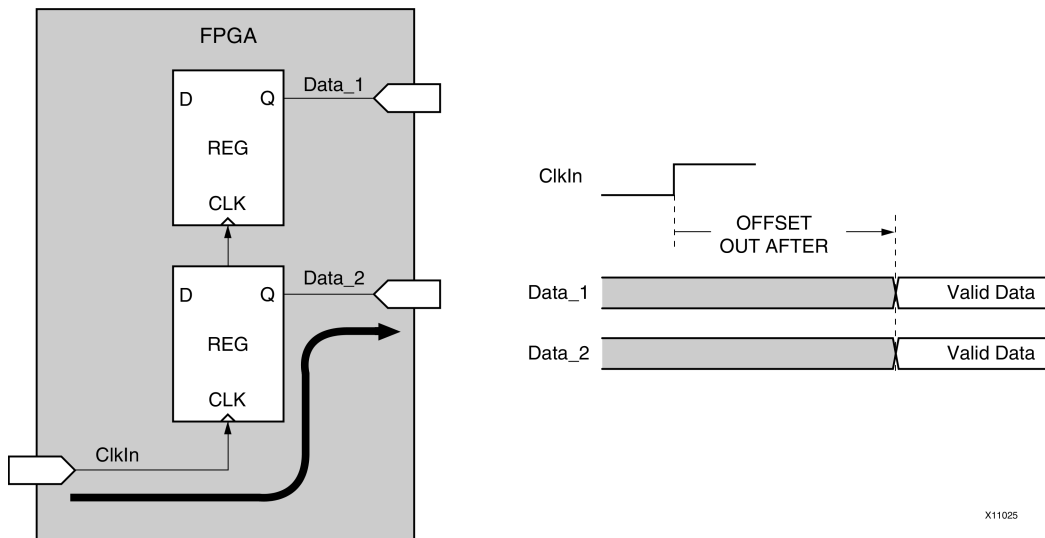 FPGA
Data_1
D Q
REG
CLK
Data_2
D Q
REG
CLK
ClkIn
ClkIn
OFFSET
OUT AFTER
Data_1 Valid Data
Data_2 Valid Data
X11025